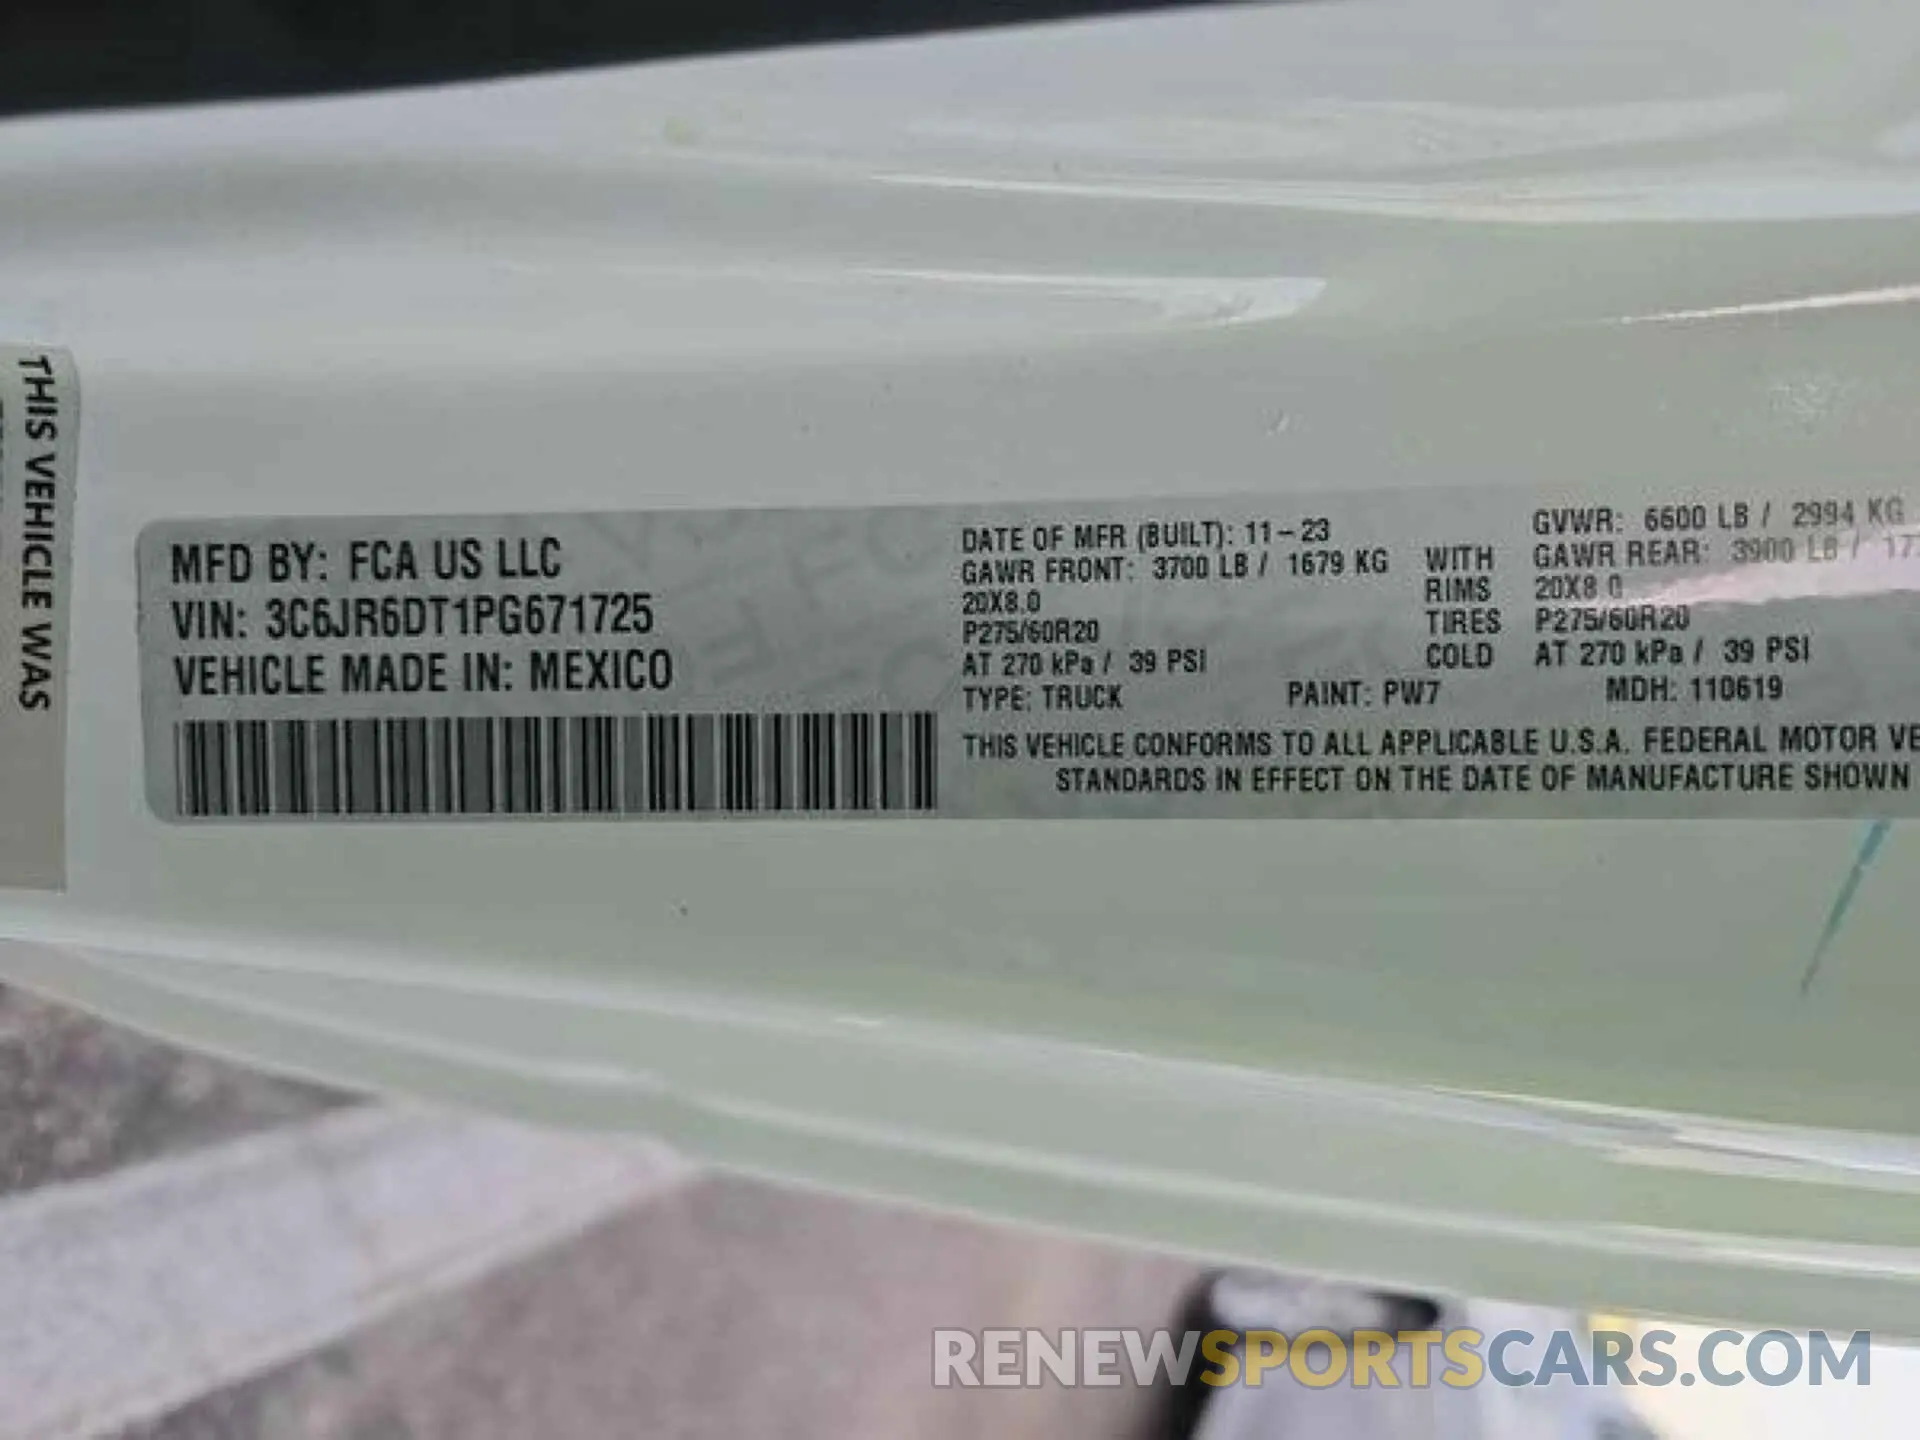 THIS VEHICLE WAS
MFD BY: FCA US LLC
VIN: 3C6JR6DT1PG671725
VEHICLE MADE IN: MEXICO
DATE OF MFR (BUILT): 11-23 GVWR: 6600 LB / 2994 KG
GAWR FRONT: 3700 LB / 1679 KG WITH GAWR REAR: 3900 LB /
20X8.0 RIMS 20X8.0
P275/60R20 TIRES P275/60R20
AT 270 kPa / 39 PSI COLD AT 270 kPa / 39 PSI
TYPE: TRUCK PAINT: PW7 MDH: 110619
THIS VEHICLE CONFORMS TO ALL APPLICABLE U.S.A. FEDERAL MOTOR
STANDARDS IN EFFECT ON THE DATE OF MANUFACTURE SHOWN
RENEWSPORTSCARS.COM